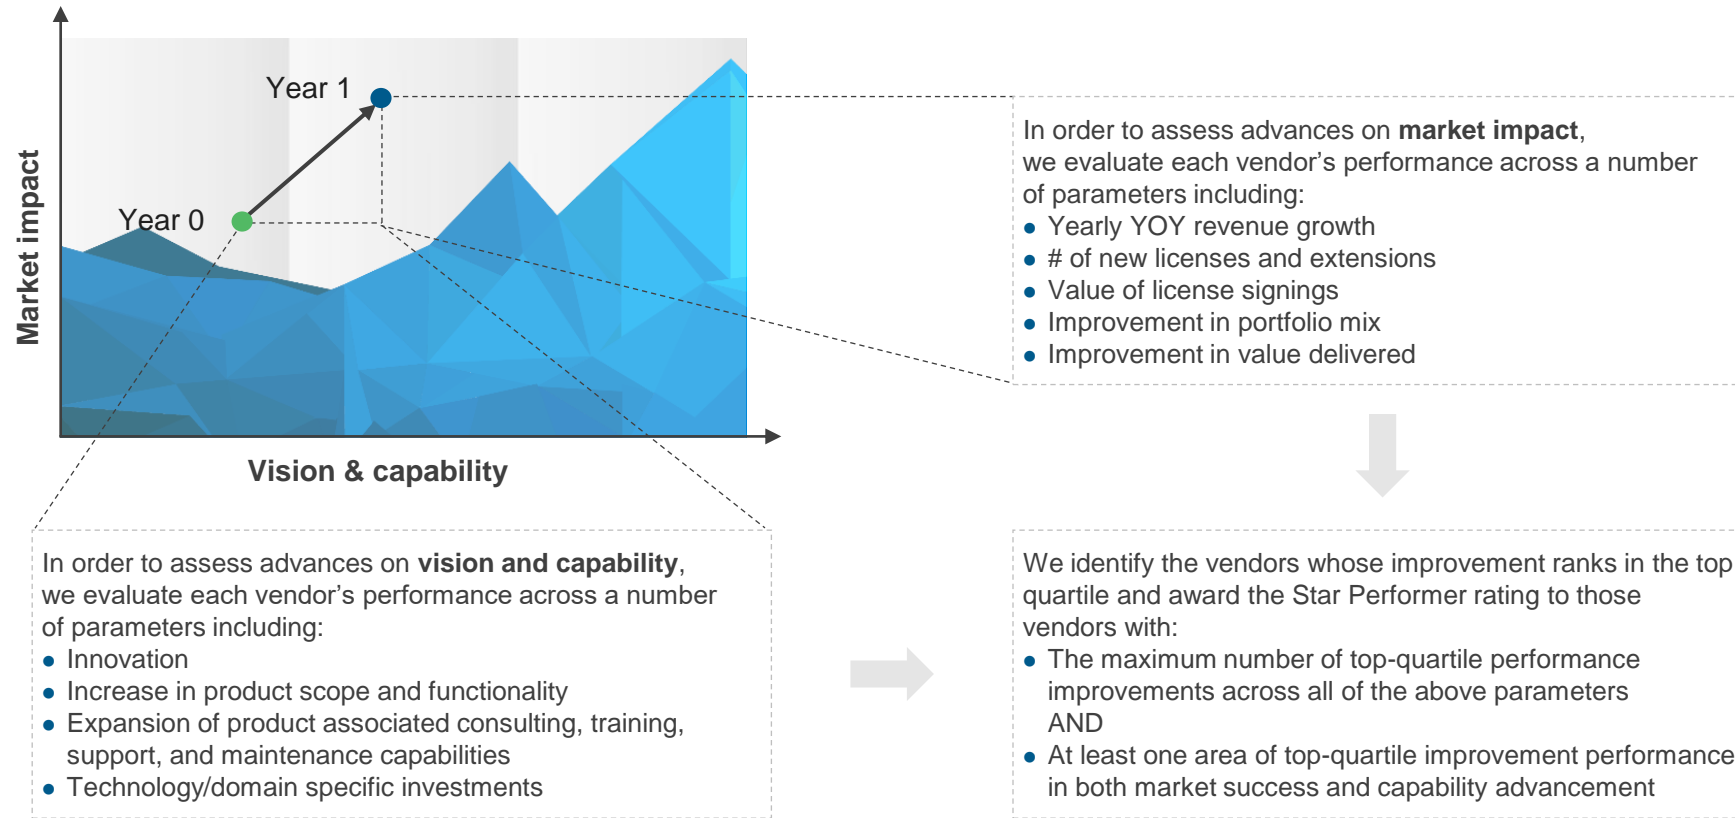 Market impact
Year 1
Year 0
Vision & capability
In order to assess advances on market impact,
we evaluate each vendor’s performance across a number
of parameters including:
● Yearly YOY revenue growth
● # of new licenses and extensions
● Value of license signings
● Improvement in portfolio mix
● Improvement in value delivered
In order to assess advances on vision and capability,
we evaluate each vendor’s performance across a number
of parameters including:
● Innovation
● Increase in product scope and functionality
● Expansion of product associated consulting, training,
support, and maintenance capabilities
● Technology/domain specific investments
We identify the vendors whose improvement ranks in the top
quartile and award the Star Performer rating to those
vendors with:
● The maximum number of top-quartile performance
improvements across all of the above parameters
AND
● At least one area of top-quartile improvement performance
in both market success and capability advancement